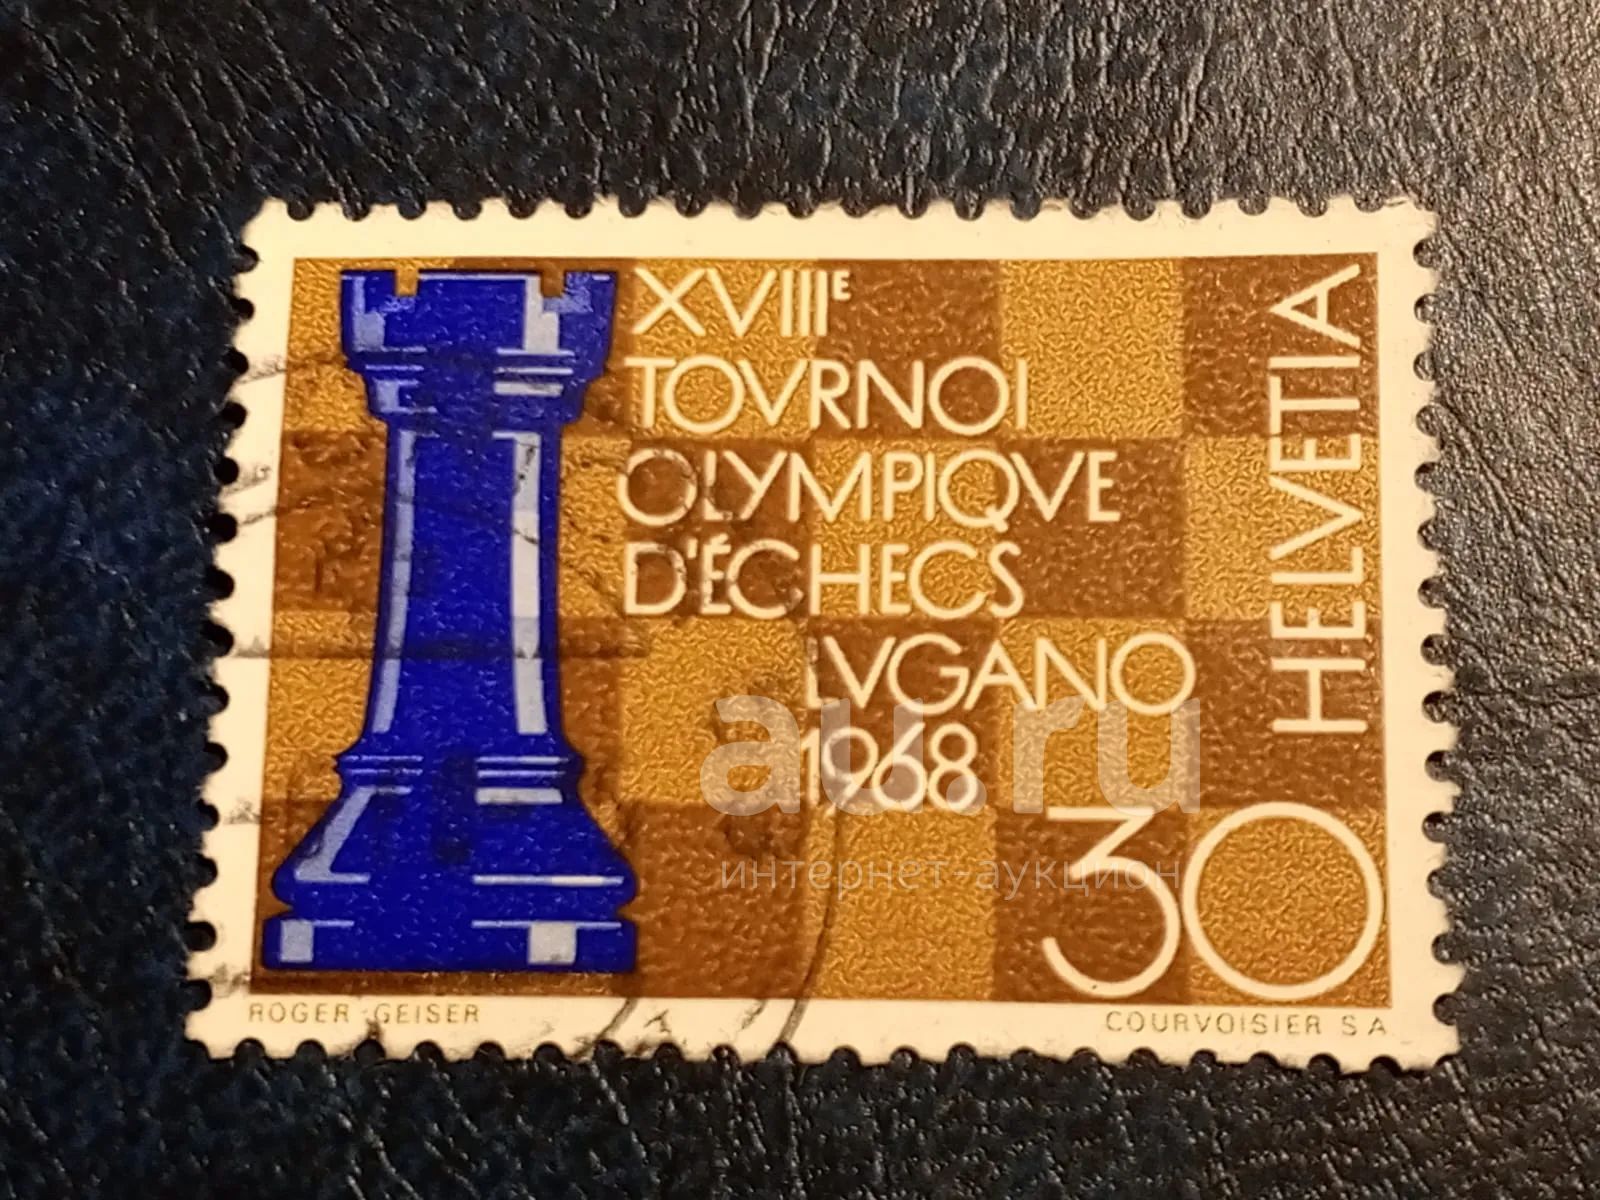 XVIIIE
TOVRNOI
OLYMPIQVE
D'ÉCHECS
LVGANO
1968
HELVETIA
30
ROGER GEISER
COURVOISIER S A
au.ru
интернет-аукцион